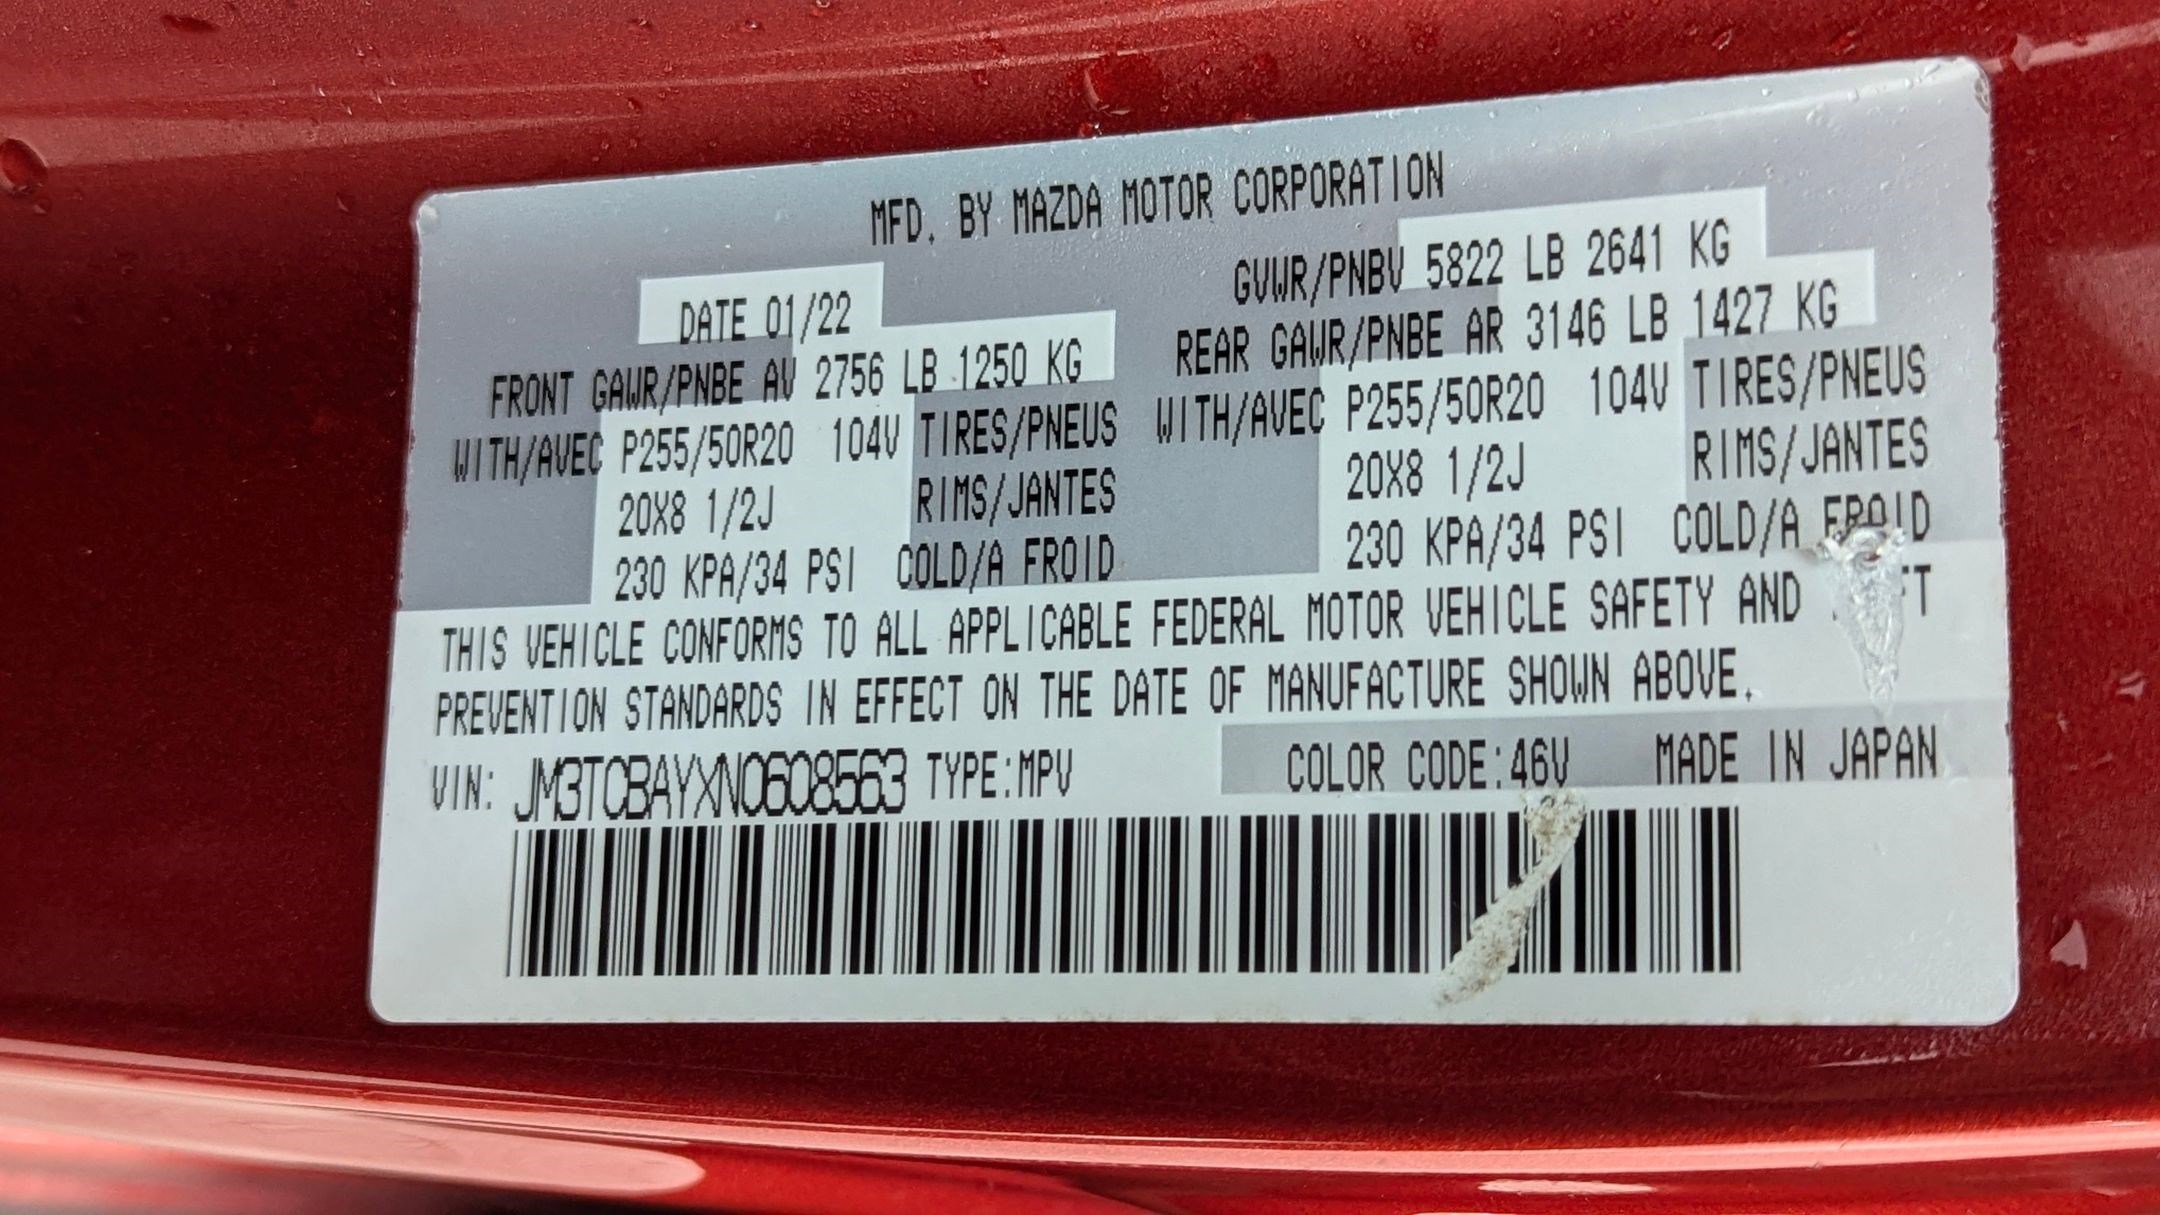 MFD. BY MAZDA MOTOR CORPORATION
DATE 01/22
GVWR/PNBV 5822 LB 2641 KG
FRONT GAWR/PNBE AV 2756 LB 1250 KG
WITH/AVEC P255/50R20 104V TIRES/PNEUS
20X8 1/2J RIMS/JANTES
230 KPA/34 PSI COLD/A FROID
REAR GAWR/PNBE AR 3146 LB 1427 KG
WITH/AVEC P255/50R20 104V TIRES/PNEUS
20X8 1/2J RIMS/JANTES
230 KPA/34 PSI COLD/A FROID
THIS VEHICLE CONFORMS TO ALL APPLICABLE FEDERAL MOTOR VEHICLE SAFETY AND
PREVENTION STANDARDS IN EFFECT ON THE DATE OF MANUFACTURE SHOWN ABOVE.
VIN: JM3TCBAYXN0608563 TYPE:MPV COLOR CODE:46V MADE IN JAPAN